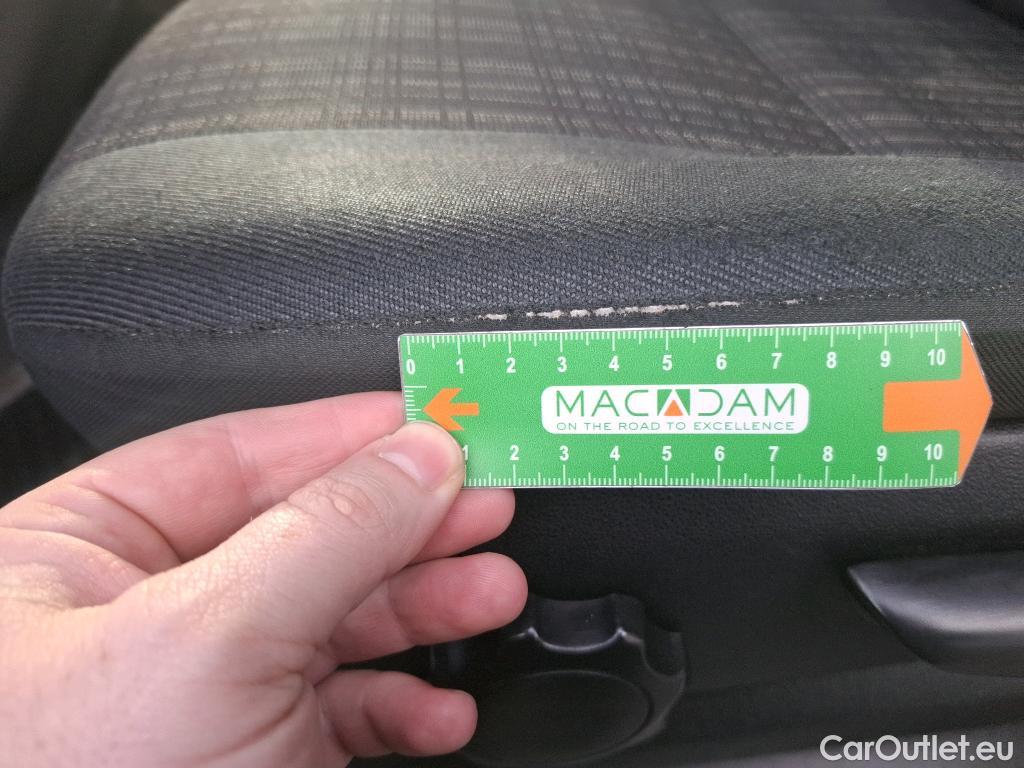 0 1 2 3 4 5 6 7 8 9 10
MACADAM
ON THE ROAD TO EXCELLENCE
1 2 3 4 5 6 7 8 9 10
CarOutlet.eu